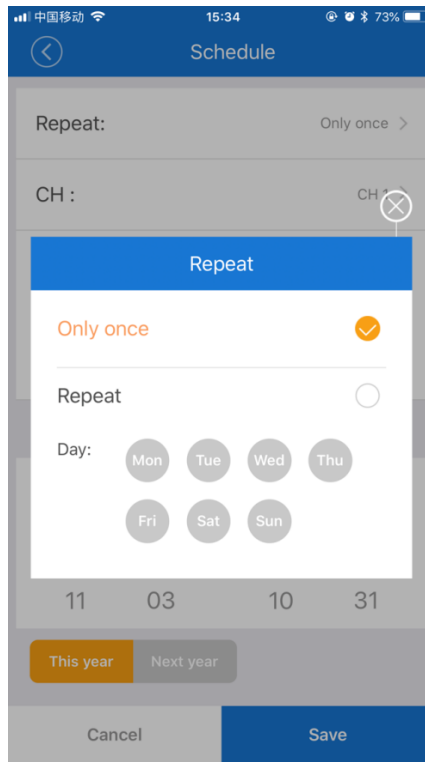 中国移动 15:34 73%
Schedule
Repeat: Only once
CH : CH 1
Repeat
Only once
Repeat
Day: Mon Tue Wed Thu
Fri Sat Sun
11 03 10 31
This year Next year
Cancel Save